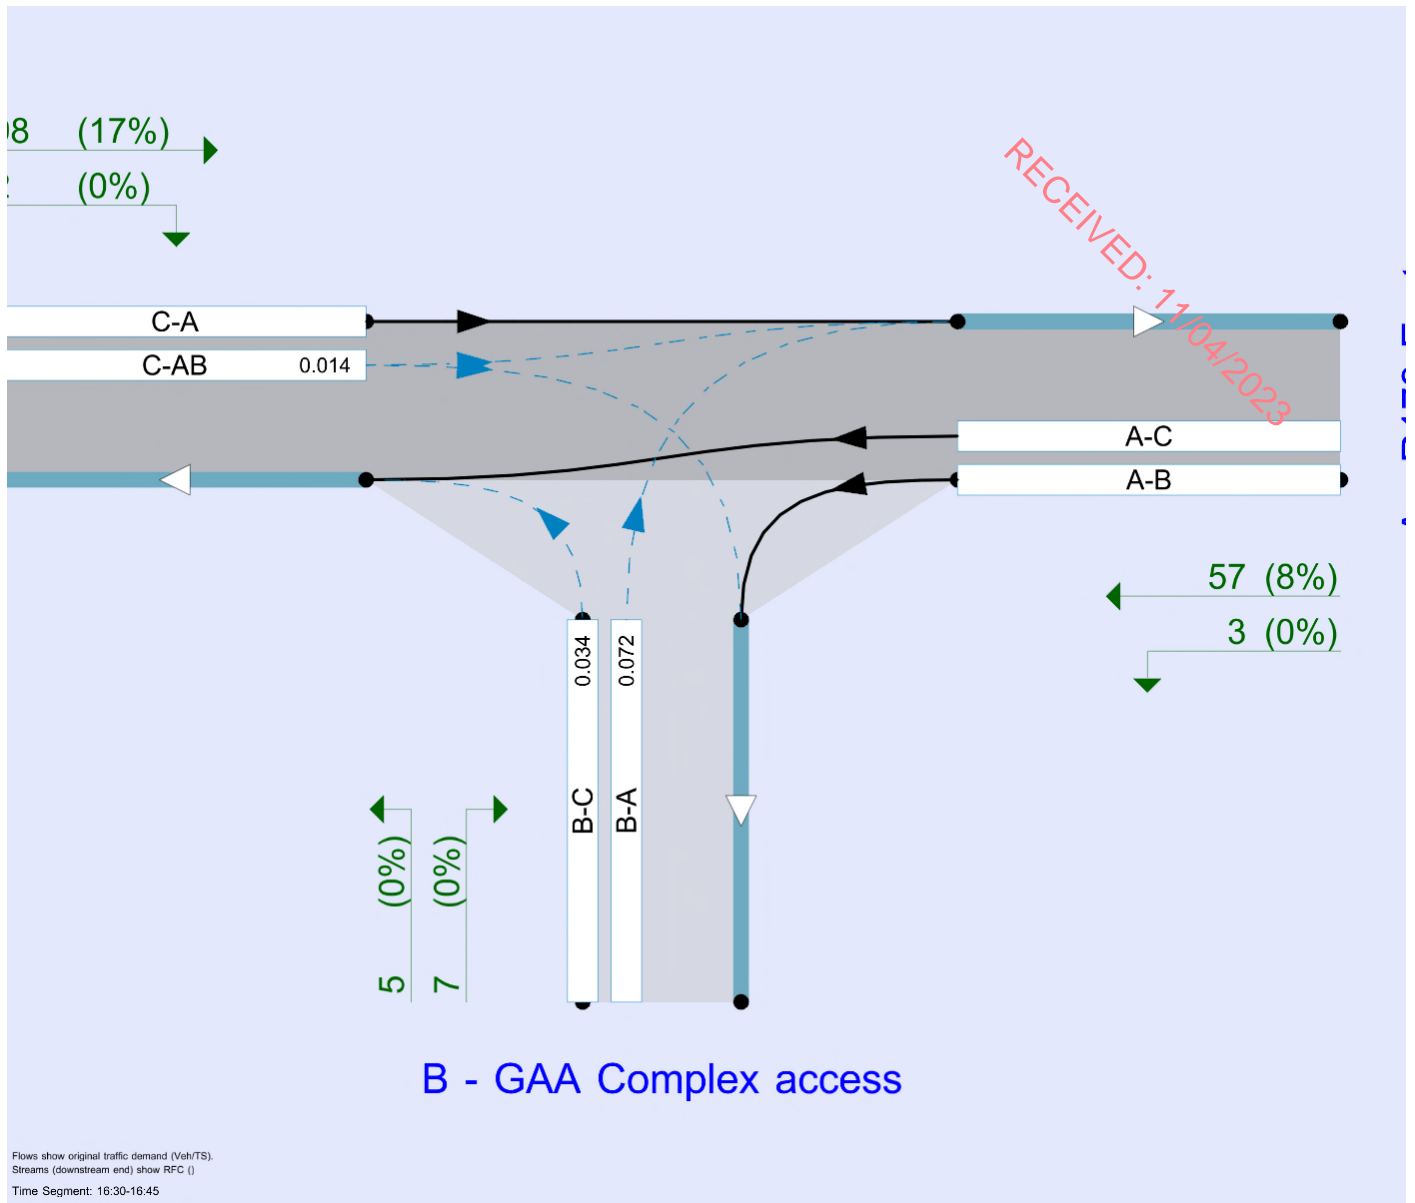 (17%)
(0%)
C-A
C-AB 0.014
RECEIVED: 11/04/2023
A-C
A-B
57 (8%)
3 (0%)
0.034
0.072
B-C
B-A
5 (0%)
7 (0%)
B - GAA Complex access
Flows show original traffic demand (Veh/TS).
Streams (downstream end) show RFC ()
Time Segment: 16:30-16:45